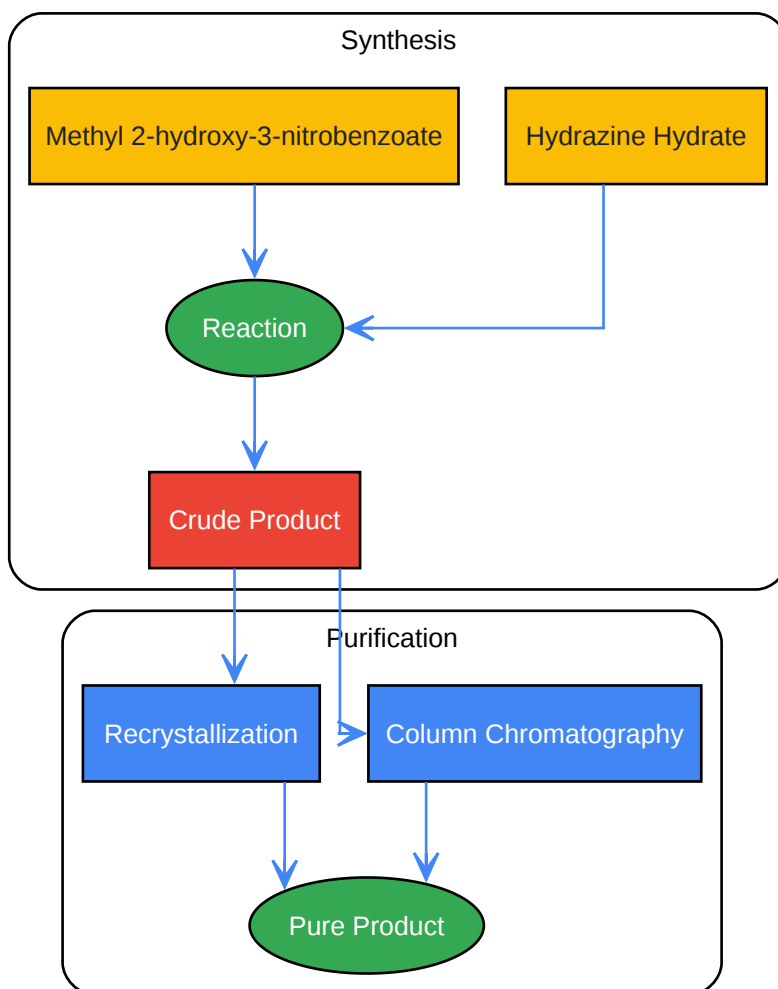 Synthesis
Methyl 2-hydroxy-3-nitrobenzoate
Hydrazine Hydrate
Reaction
Crude Product
Purification
Recrystallization
Column Chromatography
Pure Product